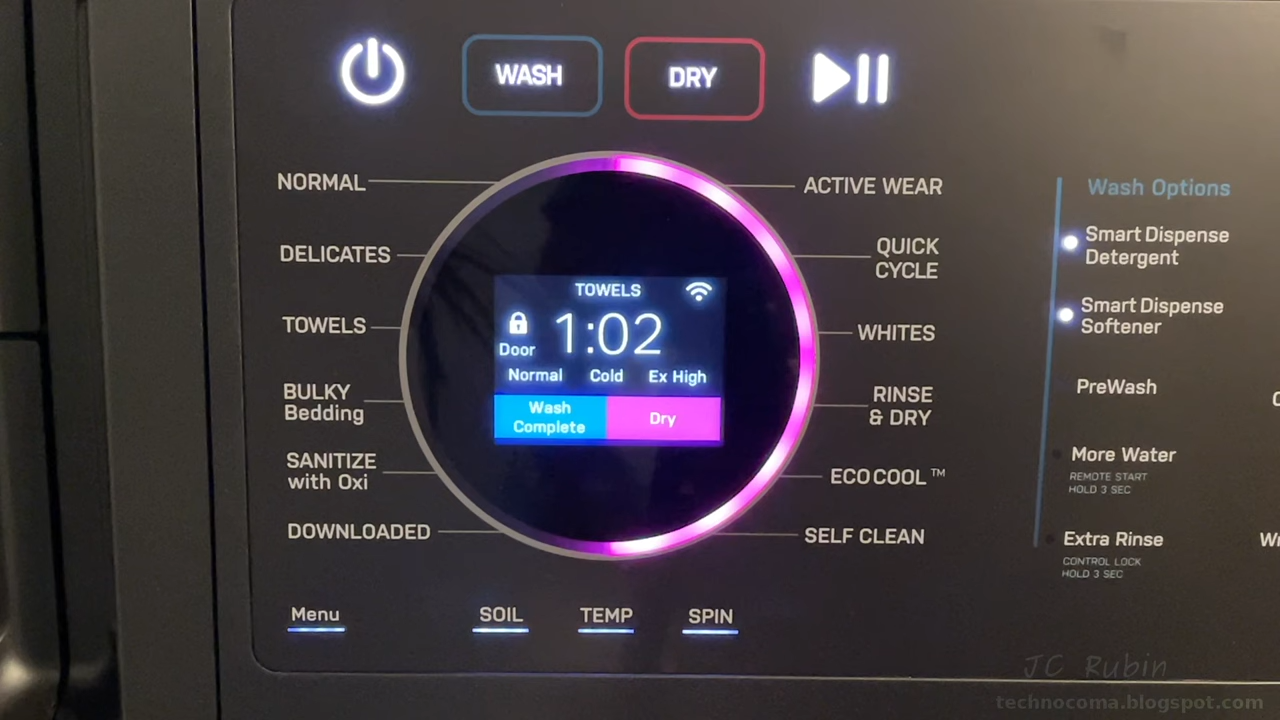 WASH
DRY
NORMAL
DELICATES
TOWELS
BULKY
Bedding
SANITIZE
with Oxi
DOWNLOADED
TOWELS
1:02
Door
Normal Cold Ex High
Wash
Complete
Dry
ACTIVE WEAR
QUICK
CYCLE
WHITES
RINSE
& DRY
ECO COOL™
SELF CLEAN
Menu
SOIL
TEMP
SPIN
Wash Options
Smart Dispense
Detergent
Smart Dispense
Softener
PreWash
More Water
REMOTE START
HOLD 3 SEC
Extra Rinse
CONTROL LOCK
HOLD 3 SEC
JC Rubin
technocoma.blogspot.com